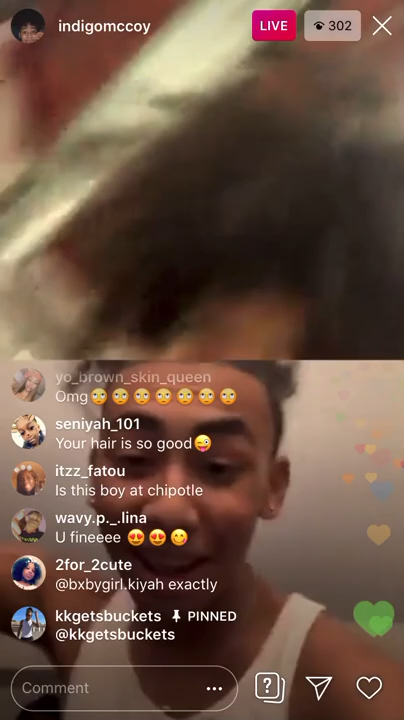 indigomccoy LIVE 302
yo_brown_skin_queen
Omg🙄🙄🙄🙄🙄🙄🙄
seniyah_101
Your hair is so good😜
itzz_fatou
Is this boy at chipotle
wavy.p._.lina
U fineeee 😍😍😋
2for_2cute
@bxbygirl.kiyah exactly
kkgetsbuckets PINNED
@kkgetsbuckets
Comment